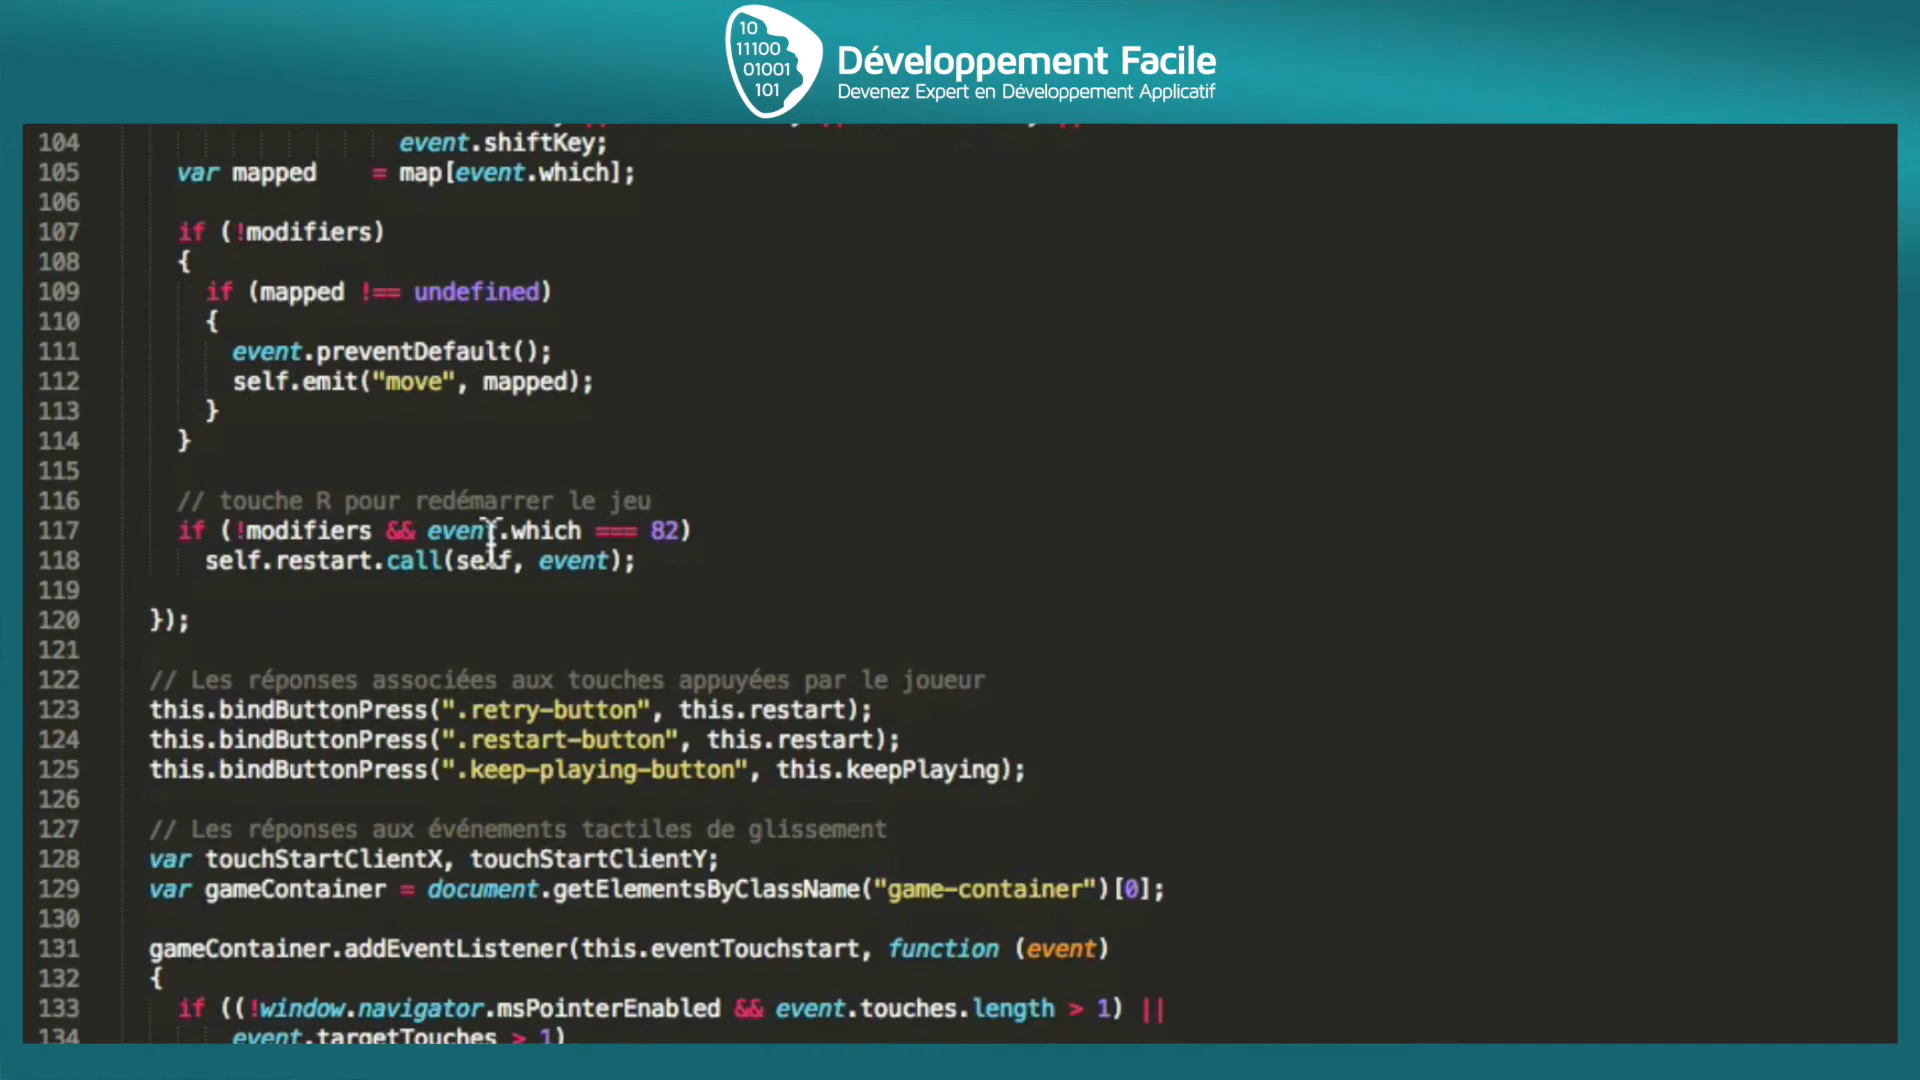 10
11100
01001
101
Développement Facile
Devenez Expert en Développement Applicatif
104 event.shiftKey;
105 var mapped = map[event.which];
106
107 if (!modifiers)
108 {
109 if (mapped !== undefined)
110 {
111 event.preventDefault();
112 self.emit("move", mapped);
113 }
114 }
115
116 // touche R pour redémarrer le jeu
117 if (!modifiers && event.which === 82)
118 self.restart.call(self, event);
119
120 });
121
122 // Les réponses associées aux touches appuyées par le joueur
123 this.bindButtonPress(".retry-button", this.restart);
124 this.bindButtonPress(".restart-button", this.restart);
125 this.bindButtonPress(".keep-playing-button", this.keepPlaying);
126
127 // Les réponses aux événements tactiles de glissement
128 var touchStartClientX, touchStartClientY;
129 var gameContainer = document.getElementsByClassName("game-container")[0];
130
131 gameContainer.addEventListener(this.eventTouchstart, function (event)
132 {
133 if ((!window.navigator.msPointerEnabled && event.touches.length > 1) ||
134 event.targetTouches > 1)